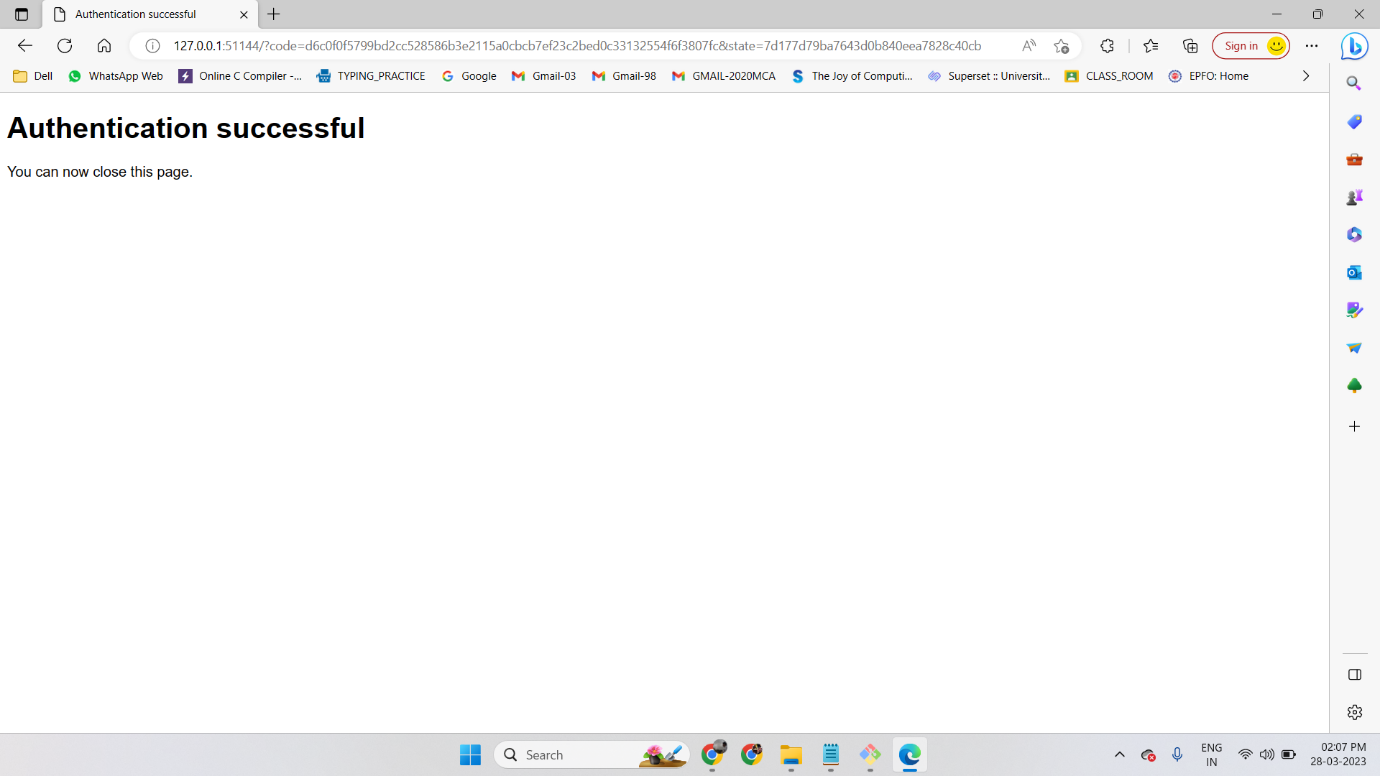 Authentication successful
127.0.0.1:51144/?code=d6c0f0f5799bd2cc528586b3e2115a0cbcb7ef23c2bed0c33132554f6f3807fc&state=7d177d79ba7643d0b840eea7828c40cb
Sign in
Dell WhatsApp Web Online C Compiler -... TYPING_PRACTICE Google Gmail-03 Gmail-98 GMAIL-2020MCA The Joy of Computi... Superset :: Universit... CLASS_ROOM EPFO: Home
Authentication successful
You can now close this page.
Search
ENG
IN
02:07 PM
28-03-2023